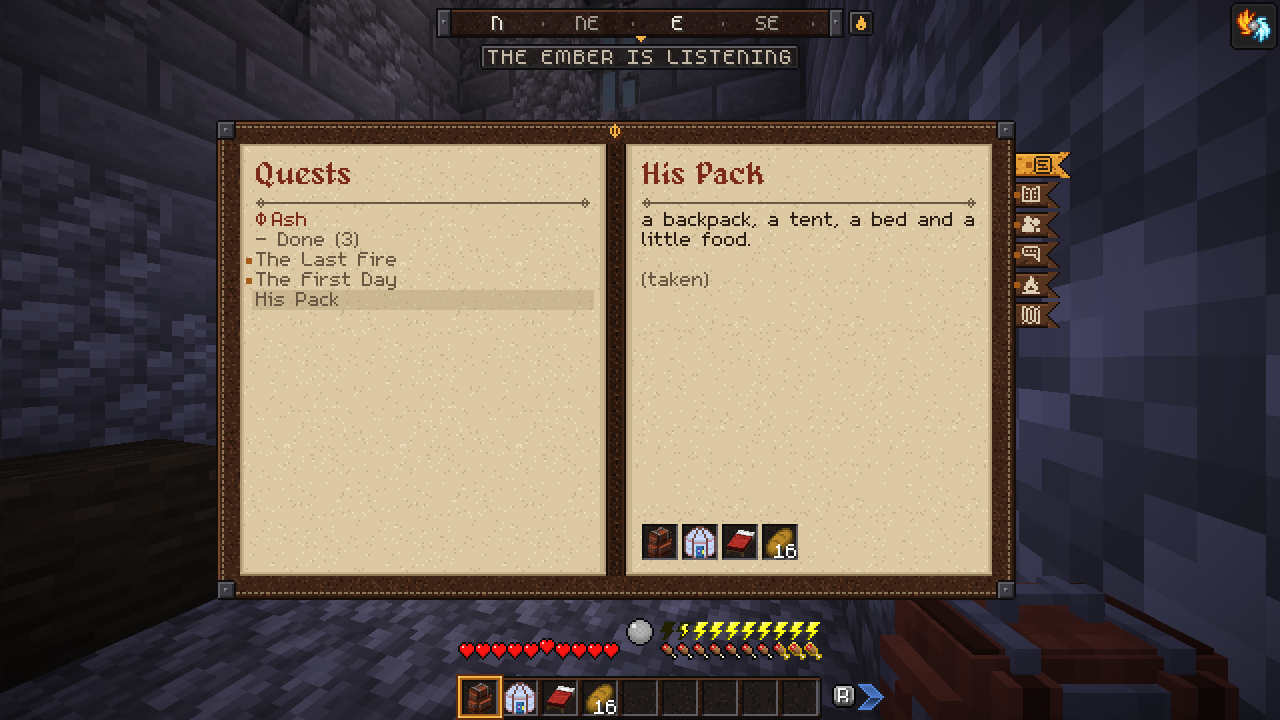 N · NE · E · SE ·
THE EMBER IS LISTENING
Quests
Ash
– Done (3)
The Last Fire
The First Day
His Pack
His Pack
a backpack, a tent, a bed and a
little food.
(taken)
16
16
R